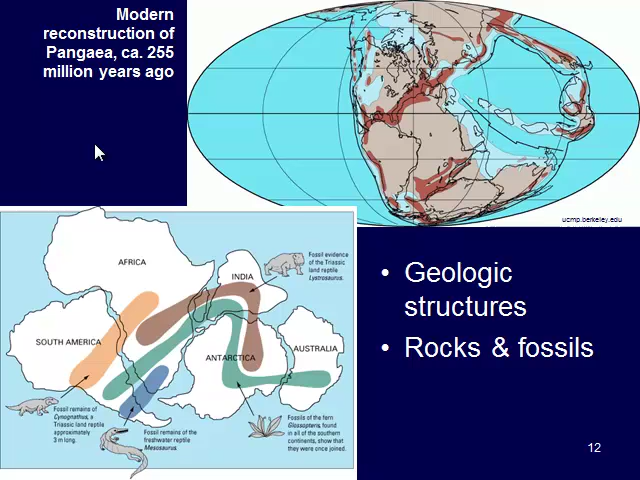 Modern
reconstruction of
Pangaea, ca. 255
million years ago
ucmp.berkeley.edu
AFRICA
Fossil evidence
of the Triassic
land reptile
Lystrosaurus.
INDIA
SOUTH AMERICA
ANTARCTICA
AUSTRALIA
Fossil remains of
Cynognathus, a
Triassic land reptile
approximately
3 m long.
Fossil remains of the
freshwater reptile
Mesosaurus.
Fossils of the fern
Glossopteris, found
in all of the southern
continents, show that
they were once joined.
• Geologic
structures
• Rocks & fossils
12